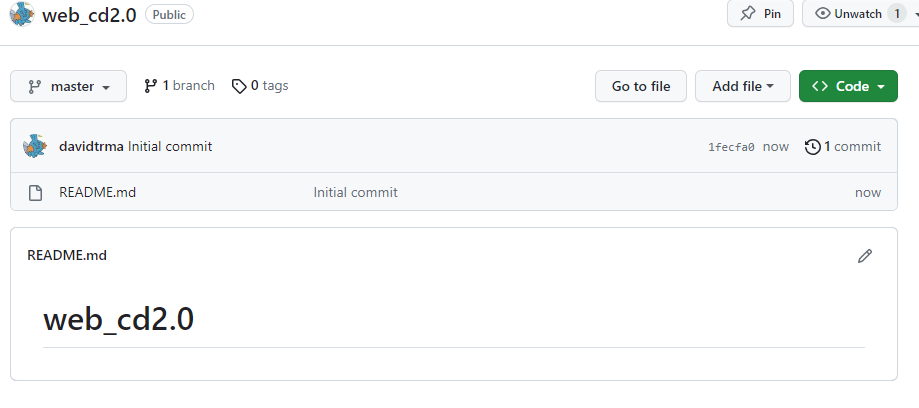 web_cd2.0 Public Pin Unwatch 1
master 1 branch 0 tags Go to file Add file <> Code
davidtrma Initial commit 1fecfa0 now 1 commit
README.md Initial commit now
README.md
web_cd2.0